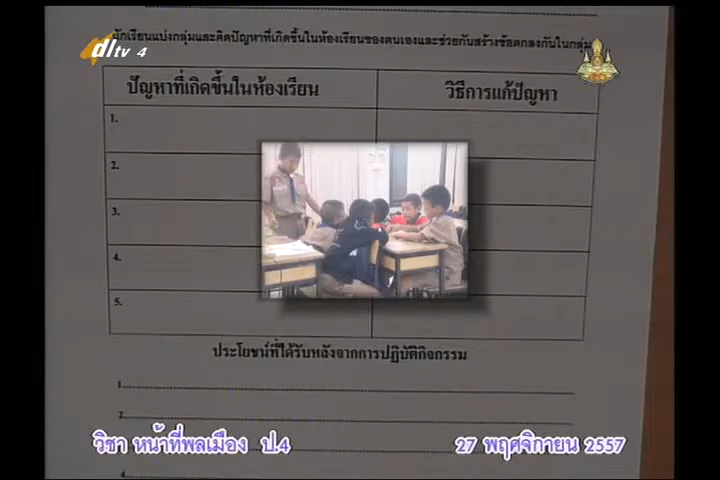 นักเรียนแบ่งกลุ่มและคิดปัญหาที่เกิดขึ้นในห้องเรียนของตนเองและช่วยกันสร้างข้อตกลงกันในกลุ่ม
dltv 4
ปัญหาที่เกิดขึ้นในห้องเรียน วิธีการแก้ปัญหา
1.
2.
3.
4.
5.
ประโยชน์ที่ได้รับหลังจากการปฏิบัติกิจกรรม
1.
2.
วิชา หน้าที่พลเมือง ป.4 27 พฤศจิกายน 2557
4.